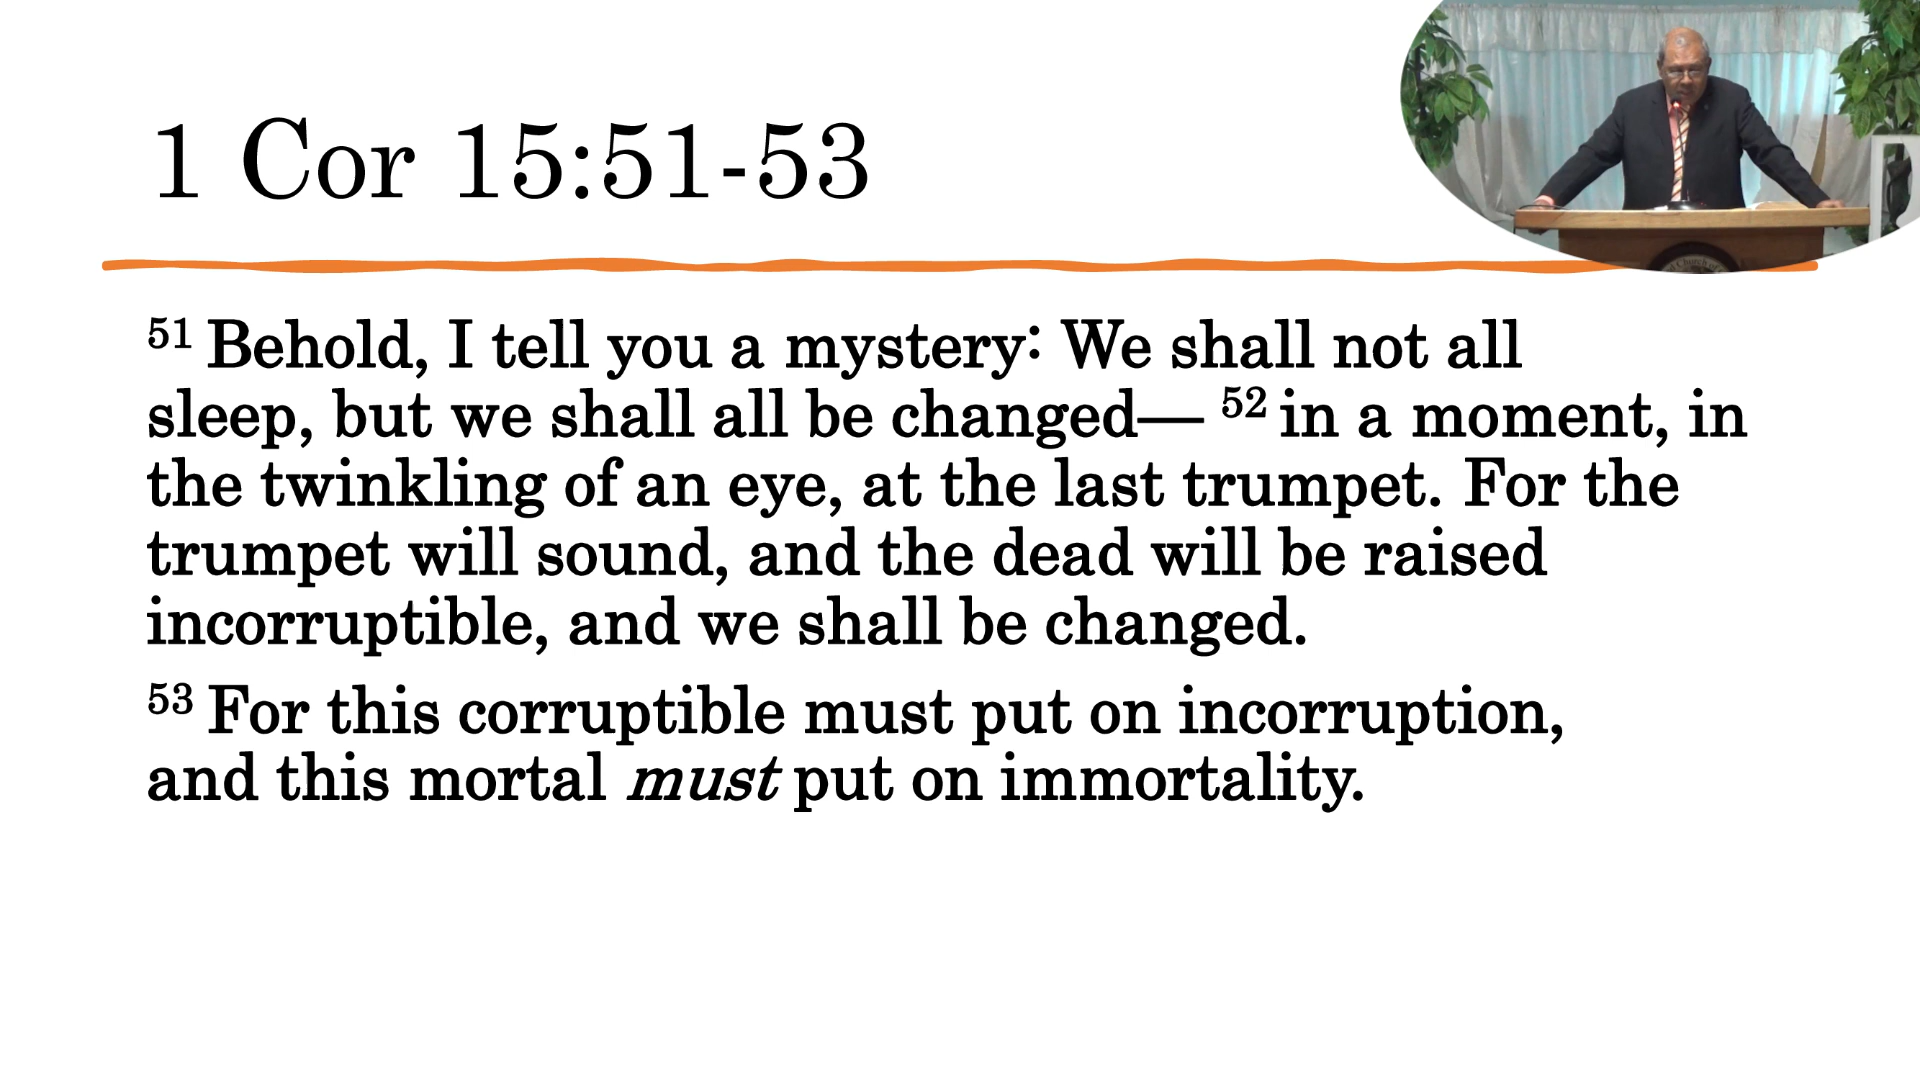 1 Cor 15:51-53
51 Behold, I tell you a mystery: We shall not all
sleep, but we shall all be changed— 52 in a moment, in
the twinkling of an eye, at the last trumpet. For the
trumpet will sound, and the dead will be raised
incorruptible, and we shall be changed.
53 For this corruptible must put on incorruption,
and this mortal must put on immortality.
Church of